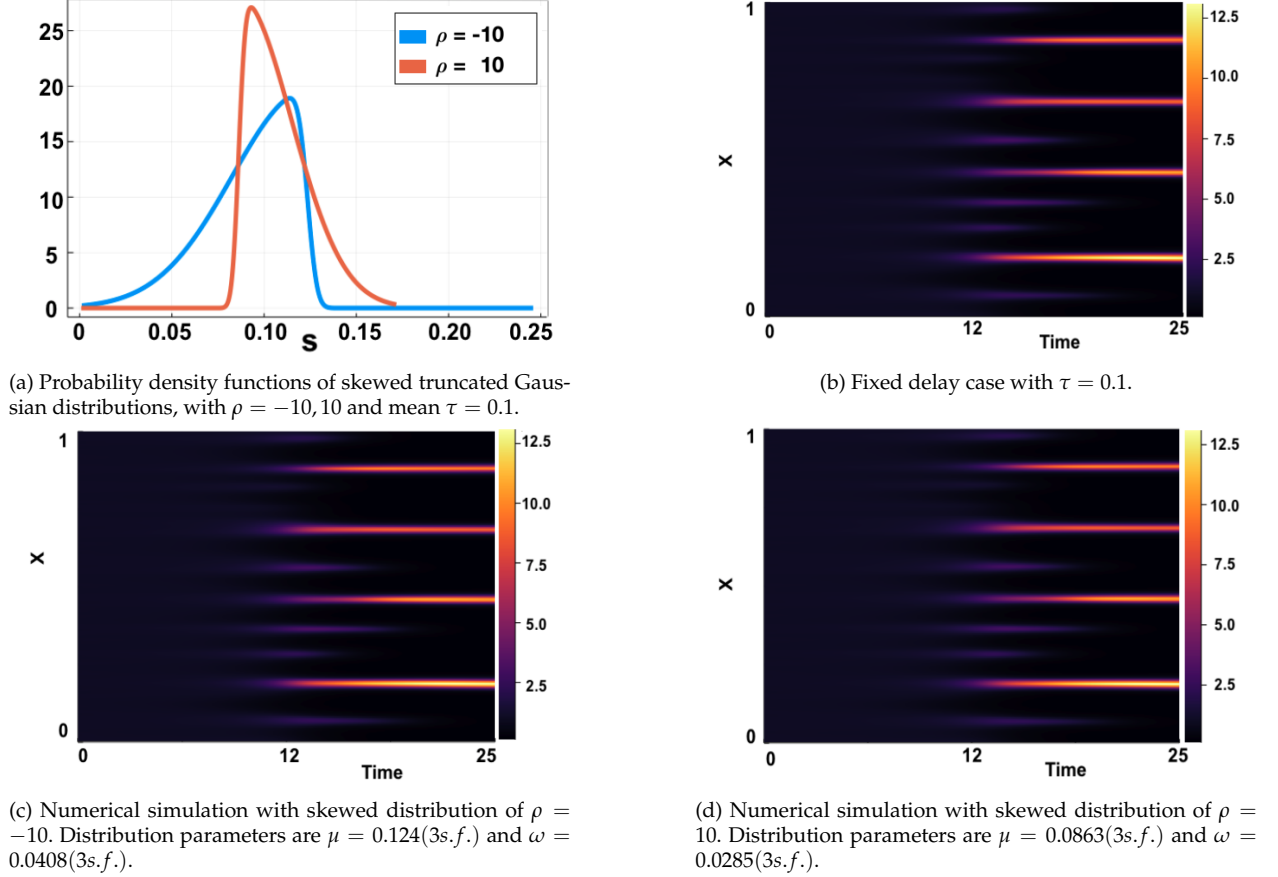 25
20
15
10
5
0
0
0.05
0.10
0.15
0.20
0.25
S
ρ = -10
ρ = 10
(a) Probability density functions of skewed truncated Gaus-
sian distributions, with ρ = −10, 10 and mean τ = 0.1.
1
X
0
0
12
25
Time
12.5
10.0
7.5
5.0
2.5
(b) Fixed delay case with τ = 0.1.
1
X
0
0
12
25
Time
12.5
10.0
7.5
5.0
2.5
(c) Numerical simulation with skewed distribution of ρ =
−10. Distribution parameters are μ = 0.124(3s.f.) and ω =
0.0408(3s.f.).
1
X
0
0
12
25
Time
12.5
10.0
7.5
5.0
2.5
(d) Numerical simulation with skewed distribution of ρ =
10. Distribution parameters are μ = 0.0863(3s.f.) and ω =
0.0285(3s.f.).